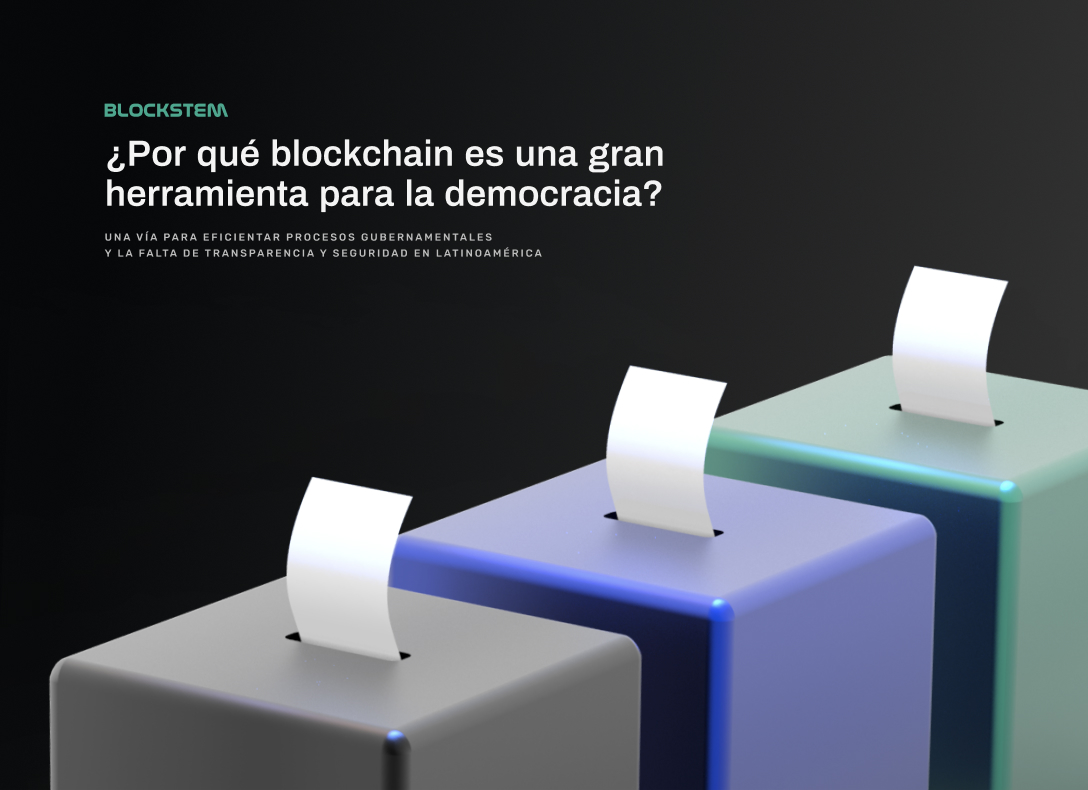 BLOCKSTEM
¿Por qué blockchain es una gran
herramienta para la democracia?
UNA VÍA PARA EFICIENTAR PROCESOS GUBERNAMENTALES
Y LA FALTA DE TRANSPARENCIA Y SEGURIDAD EN LATINOAMÉRICA